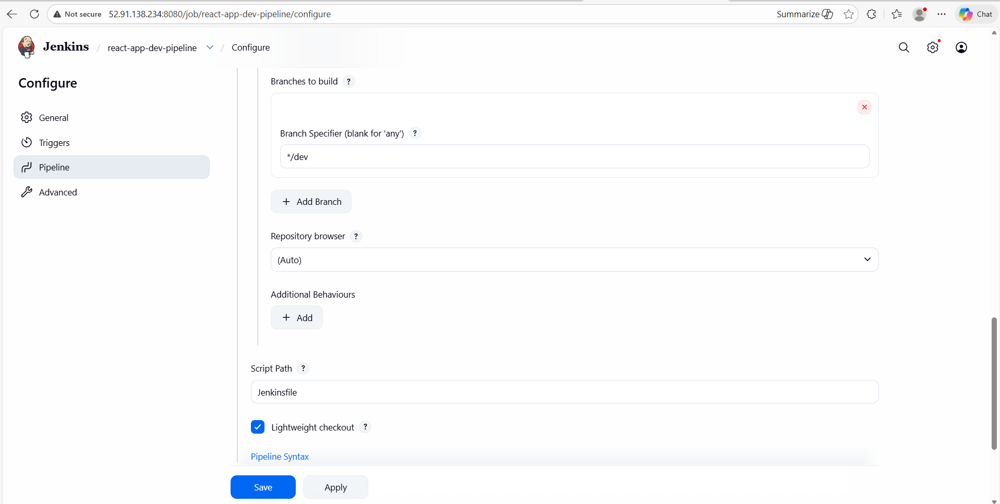 Not secure 52.91.138.234:8080/job/react-app-dev-pipeline/configure Summarize Chat
Jenkins / react-app-dev-pipeline / Configure
Configure
General
Triggers
Pipeline
Advanced
Branches to build ?
Branch Specifier (blank for 'any') ?
*/dev
+ Add Branch
Repository browser ?
(Auto)
Additional Behaviours
+ Add
Script Path ?
Jenkinsfile
Lightweight checkout ?
Pipeline Syntax
Save Apply